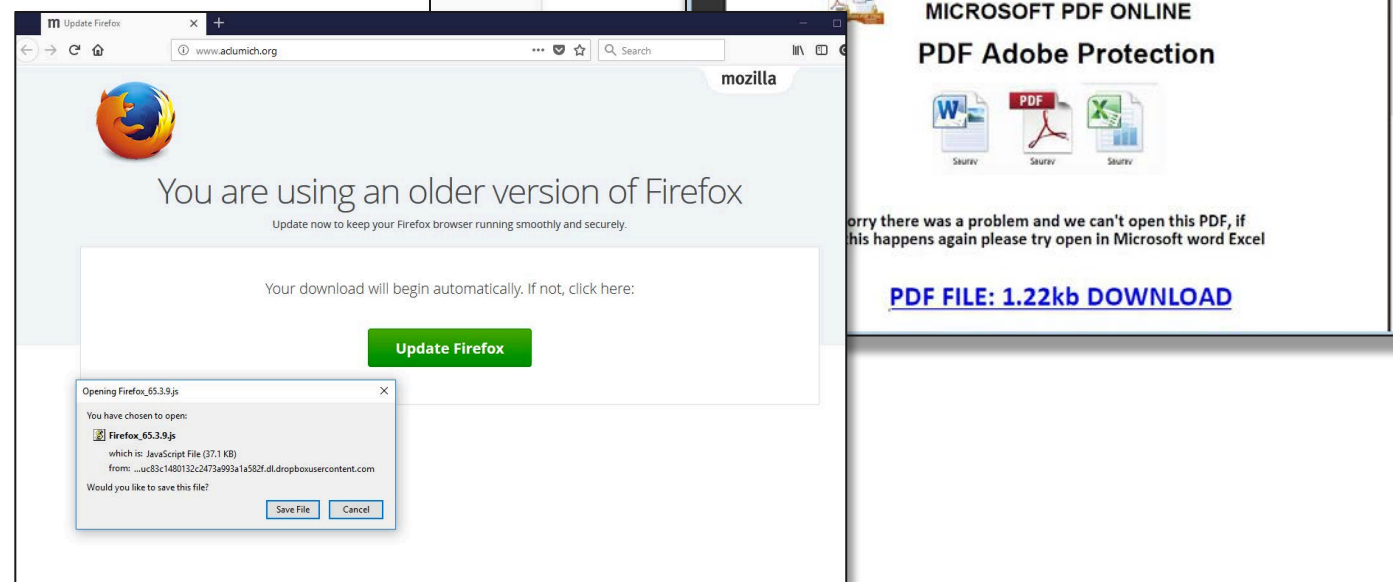 Update Firefox
www.adumich.org
Search
mozilla
You are using an older version of Firefox
Update now to keep your Firefox browser running smoothly and securely.
Your download will begin automatically. If not, click here:
Update Firefox
Opening Firefox_65.3.9.js
You have chosen to open:
Firefox_65.3.9.js
which is: JavaScript File (37.1 KB)
from: ...uc83c1480132c2473a993a1a582f.dl.dropboxusercontent.com
Would you like to save this file?
Save File Cancel
MICROSOFT PDF ONLINE
PDF Adobe Protection
PDF
Saurav Saurav Saurav
orry there was a problem and we can't open this PDF, if
his happens again please try open in Microsoft word Excel
PDF FILE: 1.22kb DOWNLOAD